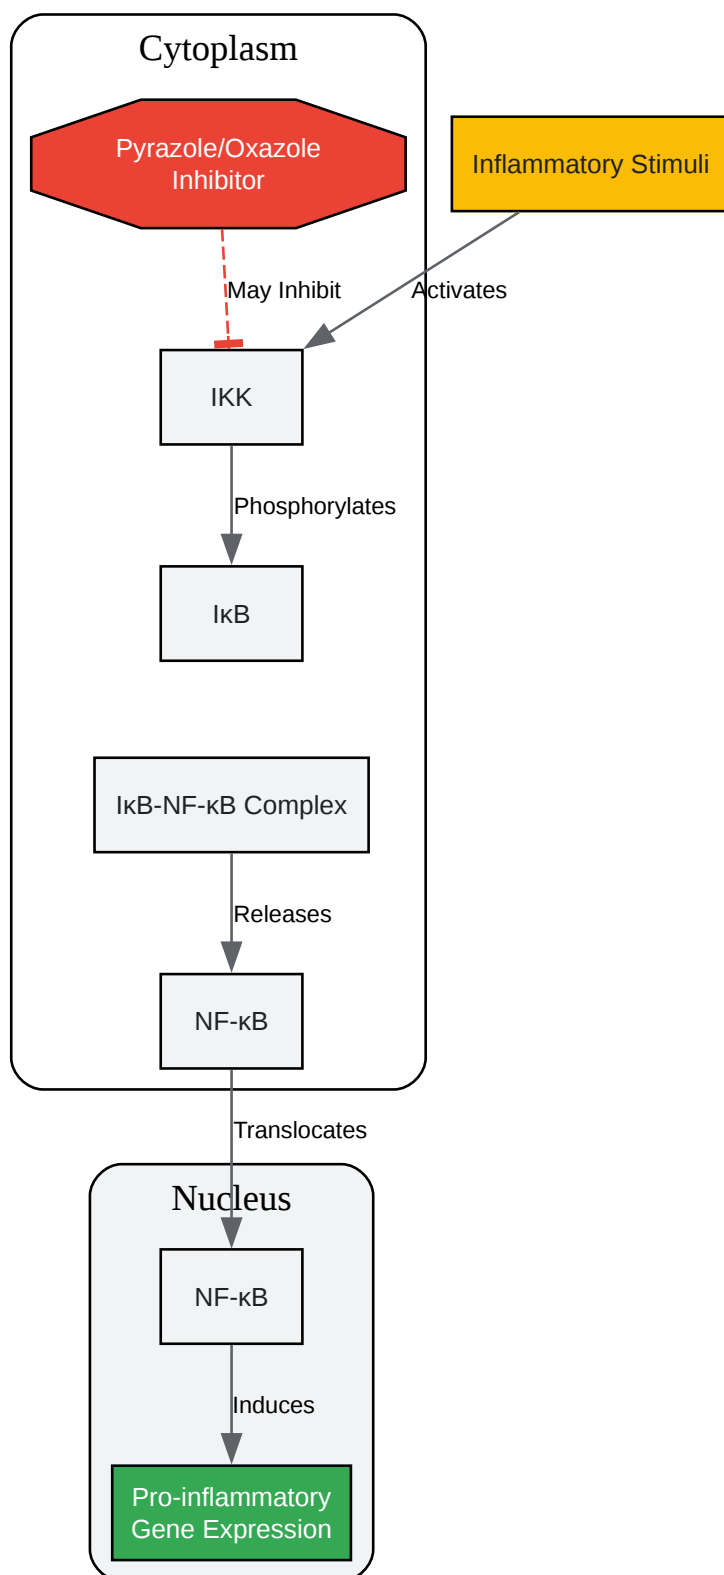 Cytoplasm
Pyrazole/Oxazole
Inhibitor
Inflammatory Stimuli
May Inhibit
Activates
IKK
Phosphorylates
IκB
IκB-NF-κB Complex
Releases
NF-κB
Translocates
Nucleus
NF-κB
Induces
Pro-inflammatory
Gene Expression